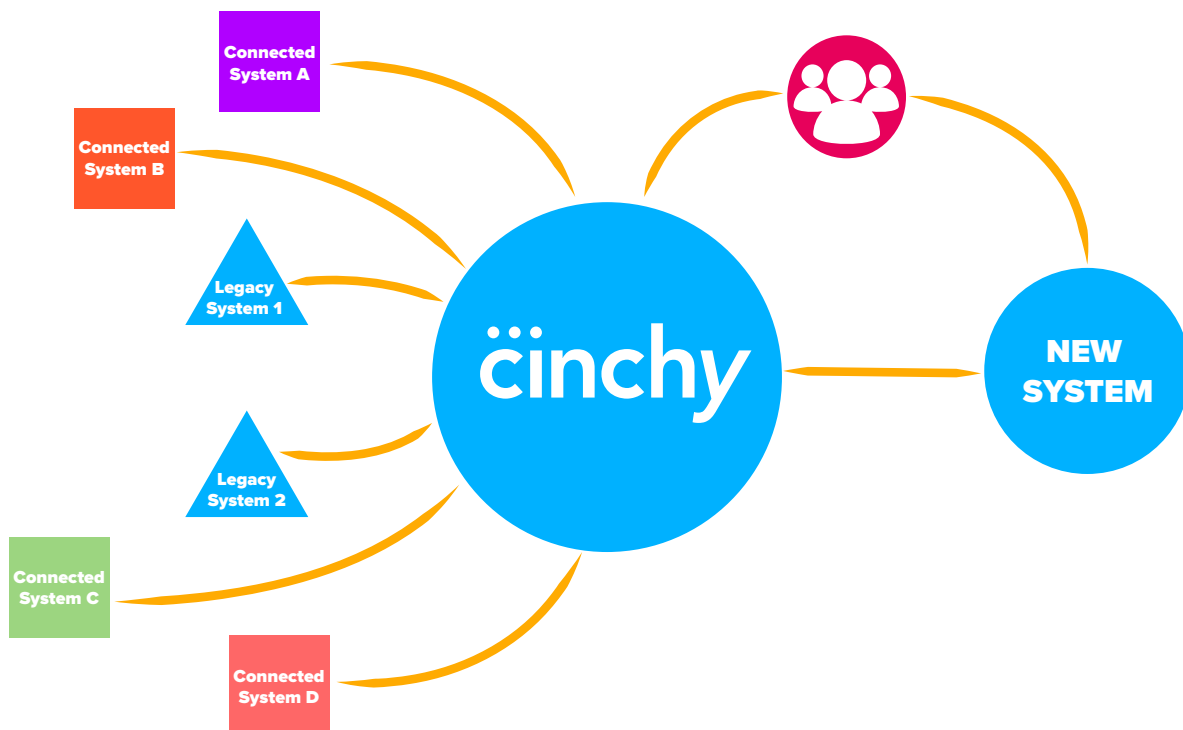 Connected
System A
Connected
System B
Legacy
System 1
cinchy
NEW
SYSTEM
Legacy
System 2
Connected
System C
Connected
System D